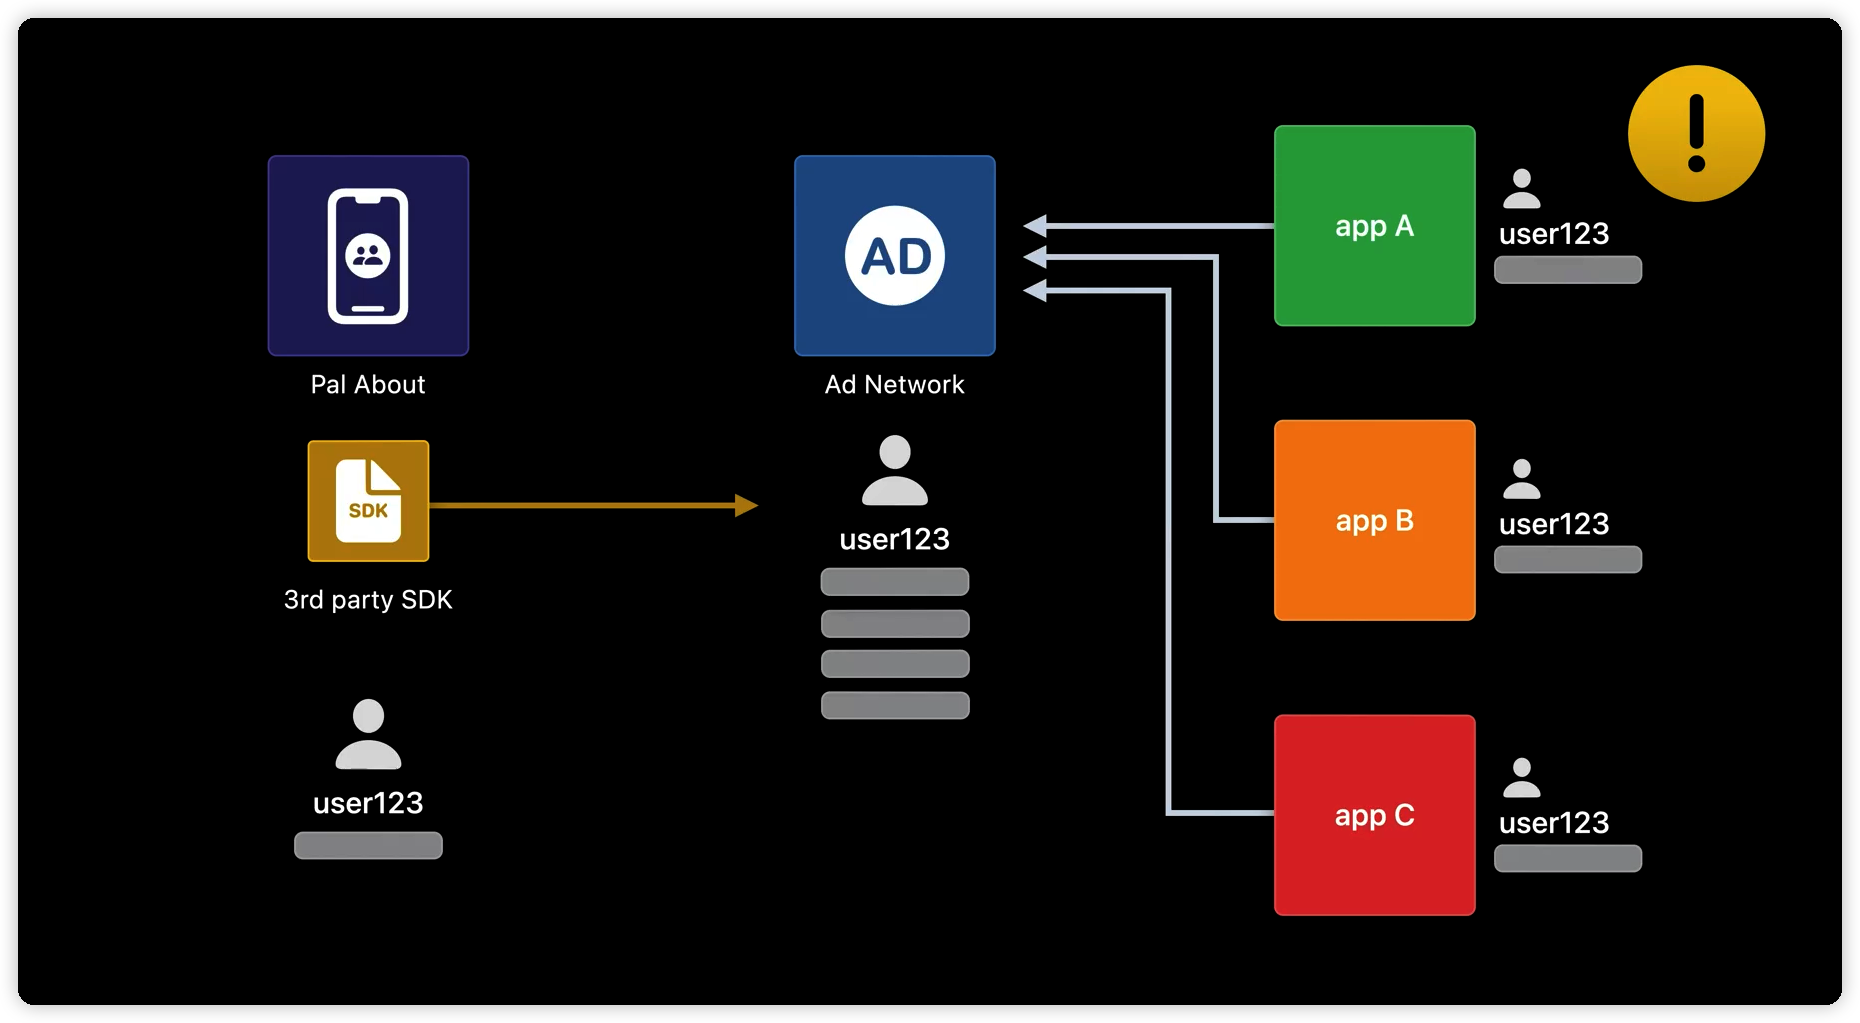 Pal About
SDK
3rd party SDK
user123
AD
Ad Network
user123
app A
user123
app B
user123
app C
user123